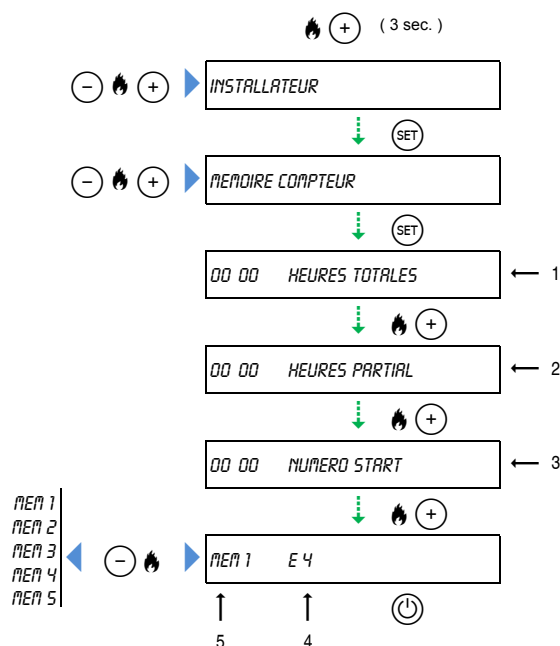 + ( 3 sec. )
- + INSTALLATEUR
SET
- + MEMOIRE COMPTEUR
SET
00 00 HEURES TOTALES 1
+
00 00 HEURES PARTIAL 2
+
00 00 NUMERO START 3
+
MEM 1
MEM 2
MEM 3
MEM 4
MEM 5
- MEM 1 E 4
5 4